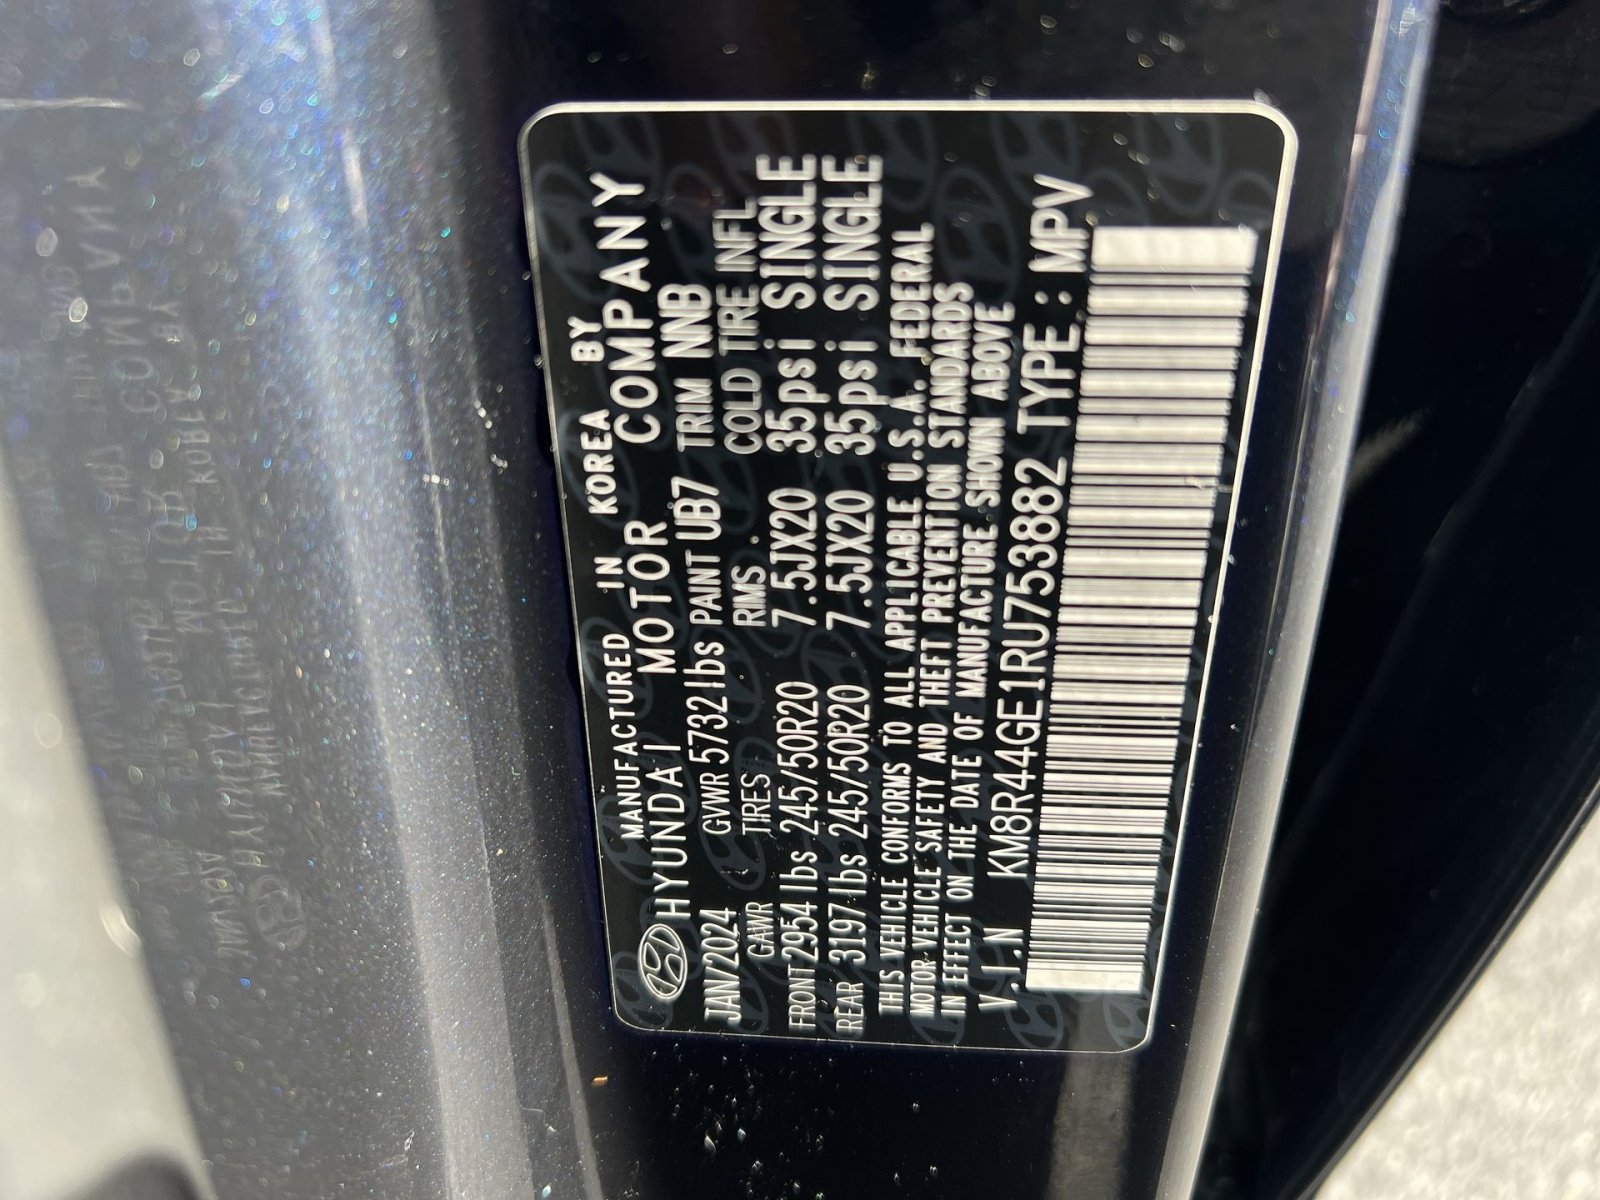 MANUFACTURED IN KOREA BY
HYUNDAI MOTOR COMPANY
JAN/2024 GVWR 5732 lbs PAINT UB7 TRIM NNB
GAWR TIRES RIMS. COLD TIRE INFL
FRONT 2954 lbs 245/50R20 7.5JX20 35psi SINGLE
REAR 3197 lbs 245/50R20 7.5JX20 35psi SINGLE
THIS VEHICLE CONFORMS TO ALL APPLICABLE U.S.A. FEDERAL
MOTOR VEHICLE SAFETY AND THEFT PREVENTION STANDARDS
IN EFFECT ON THE DATE OF MANUFACTURE SHOWN ABOVE
V.I.N KM8R44GE1RU753882 TYPE : MPV